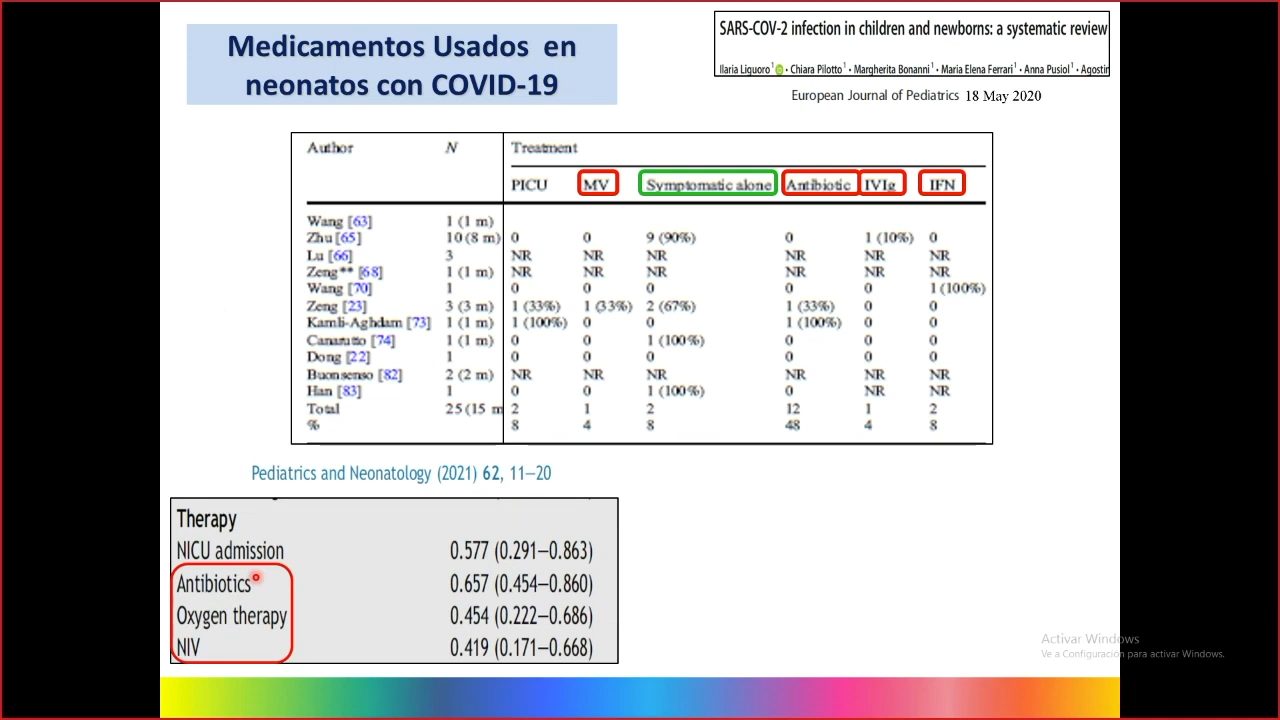 Medicamentos Usados en
neonatos con COVID-19
SARS-COV-2 infection in children and newborns: a systematic review
Ilaria Liguoro¹ · Chiara Pilotto¹ · Margherita Bonanni¹ · Maria Elena Ferrari¹ · Anna Pusiol¹ · Agostin
European Journal of Pediatrics 18 May 2020
Author N Treatment
PICU MV Symptomatic alone Antibiotic IVIg IFN
Wang [63] 1 (1 m)
Zhu [65] 10 (8 m) 0 0 9 (90%) 0 1 (10%) 0
Lu [66] 3 NR NR NR NR NR NR
Zeng** [68] 1 (1 m) NR NR NR NR NR NR
Wang [70] 1 0 0 0 0 0 1 (100%)
Zeng [23] 3 (3 m) 1 (33%) 1 (33%) 2 (67%) 1 (33%) 0 0
Kamli-Aghdam [73] 1 (1 m) 1 (100%) 0 0 1 (100%) 0 0
Canarutto [74] 1 (1 m) 0 0 1 (100%) 0 0 0
Dong [22] 1 0 0 0 0 0 0
Buonsenso [82] 2 (2 m) NR NR NR NR NR NR
Han [83] 1 0 0 1 (100%) 0 NR NR
Total 25 (15 m 2 1 2 12 1 2
% 8 4 8 48 4 8
Pediatrics and Neonatology (2021) 62, 11–20
Therapy
NICU admission 0.577 (0.291–0.863)
Antibiotics 0.657 (0.454–0.860)
Oxygen therapy 0.454 (0.222–0.686)
NIV 0.419 (0.171–0.668)
Activar Windows
Ve a Configuración para activar Windows.